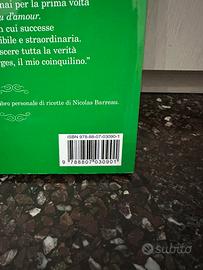 mai per la prima volta
u d'amour.
n cui successe
ibile e straordinaria.
scere tutta la verità
rges, il mio coinquilino."
bro personale di ricette di Nicolas Barreau.
ISBN 978-88-07-03090-1
9 788807 030901
subito